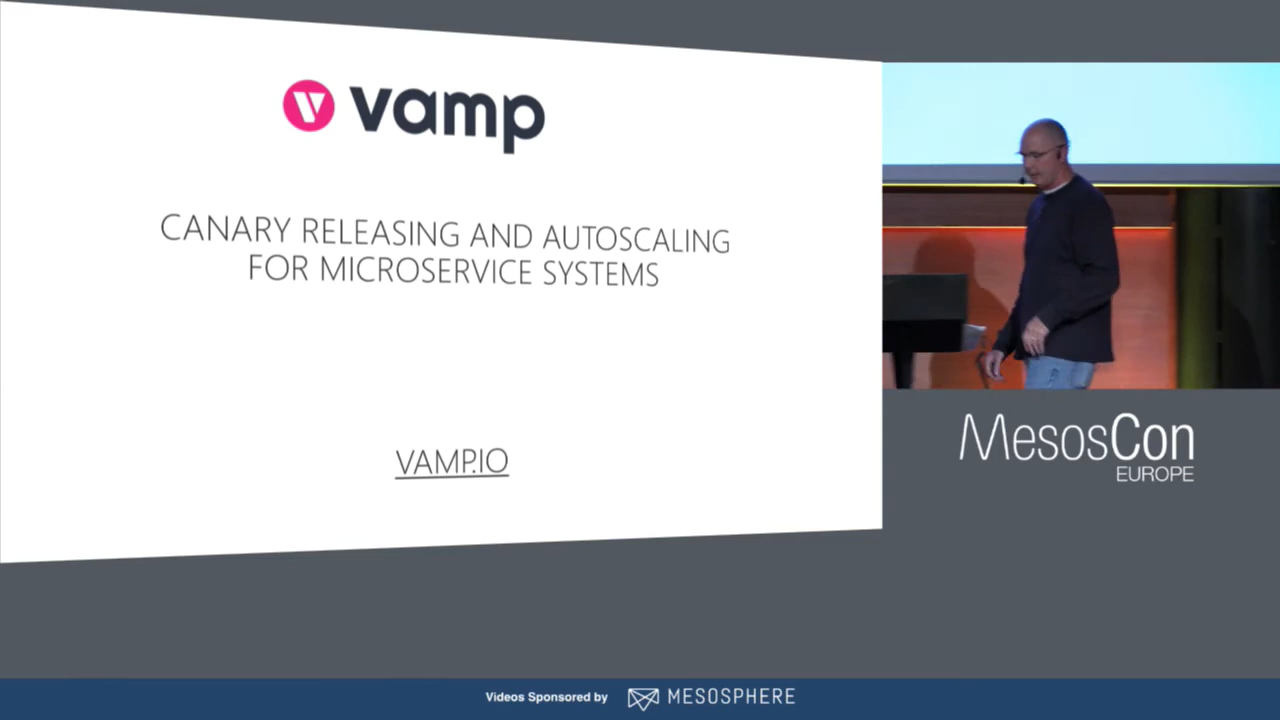 vamp
CANARY RELEASING AND AUTOSCALING
FOR MICROSERVICE SYSTEMS
VAMP.IO
MesosCon
EUROPE
Videos Sponsored by MESOSPHERE